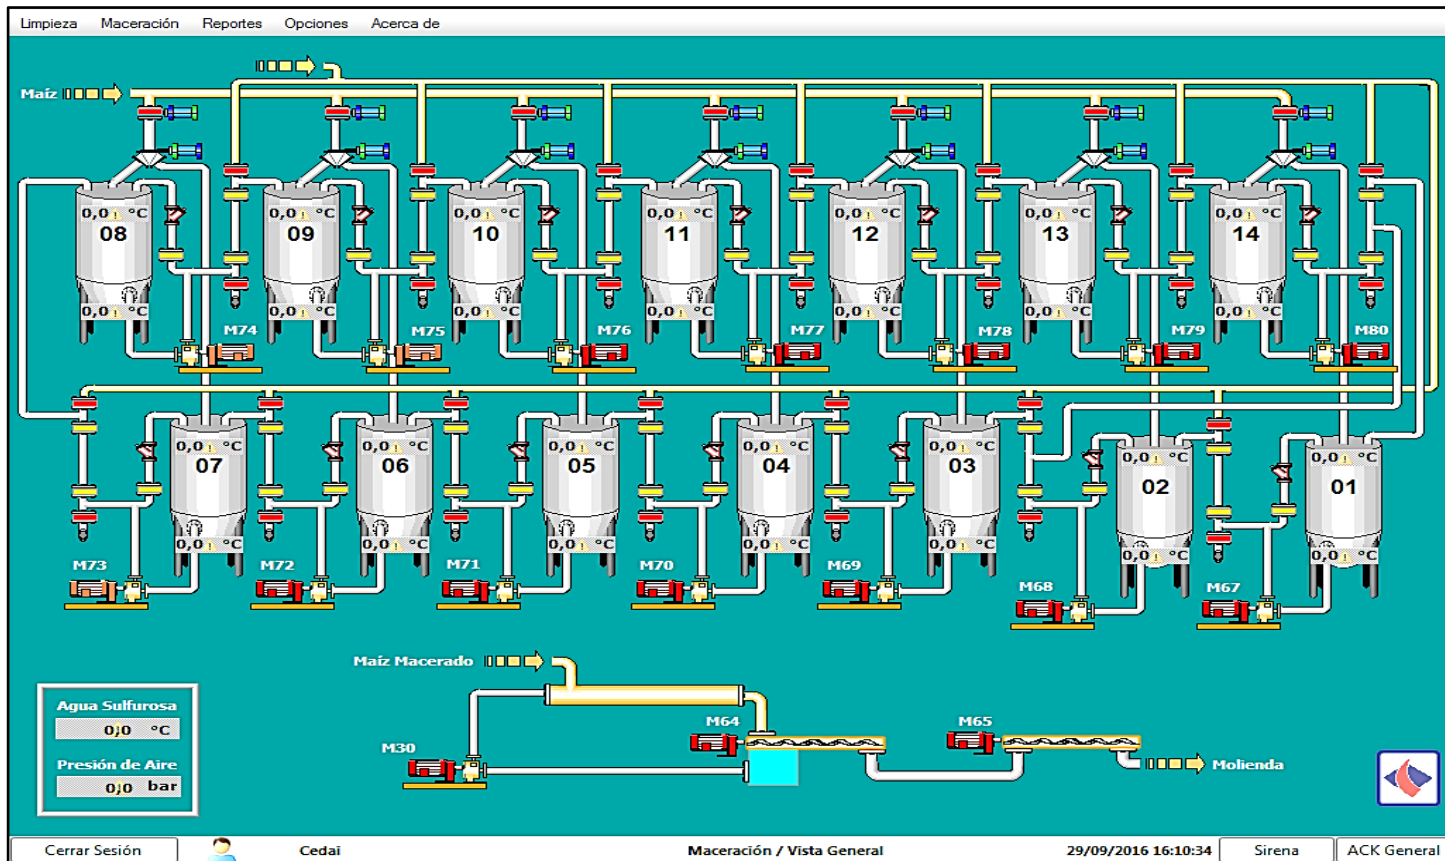 Limpieza Maceración Reportes Opciones Acerca de
Maíz
0,0 ! °C 0,0 ! °C 0,0 ! °C 0,0 ! °C 0,0 ! °C 0,0 ! °C 0,0 ! °C
08 09 10 11 12 13 14
0,0 ! °C 0,0 ! °C 0,0 ! °C 0,0 ! °C 0,0 ! °C 0,0 ! °C 0,0 ! °C
M74 M75 M76 M77 M78 M79 M80
0,0 ! °C 0,0 ! °C 0,0 ! °C 0,0 ! °C 0,0 ! °C 0,0 ! °C 0,0 ! °C
07 06 05 04 03 02 01
0,0 ! °C 0,0 ! °C 0,0 ! °C 0,0 ! °C 0,0 ! °C 0,0 ! °C 0,0 ! °C
M73 M72 M71 M70 M69 M68 M67
Maíz Macerado
Agua Sulfurosa
0,0 °C
M64 M65
M30
Presión de Aire
0,0 bar
Molienda
Cerrar Sesión Cedai Maceración / Vista General 29/09/2016 16:10:34 Sirena ACK General